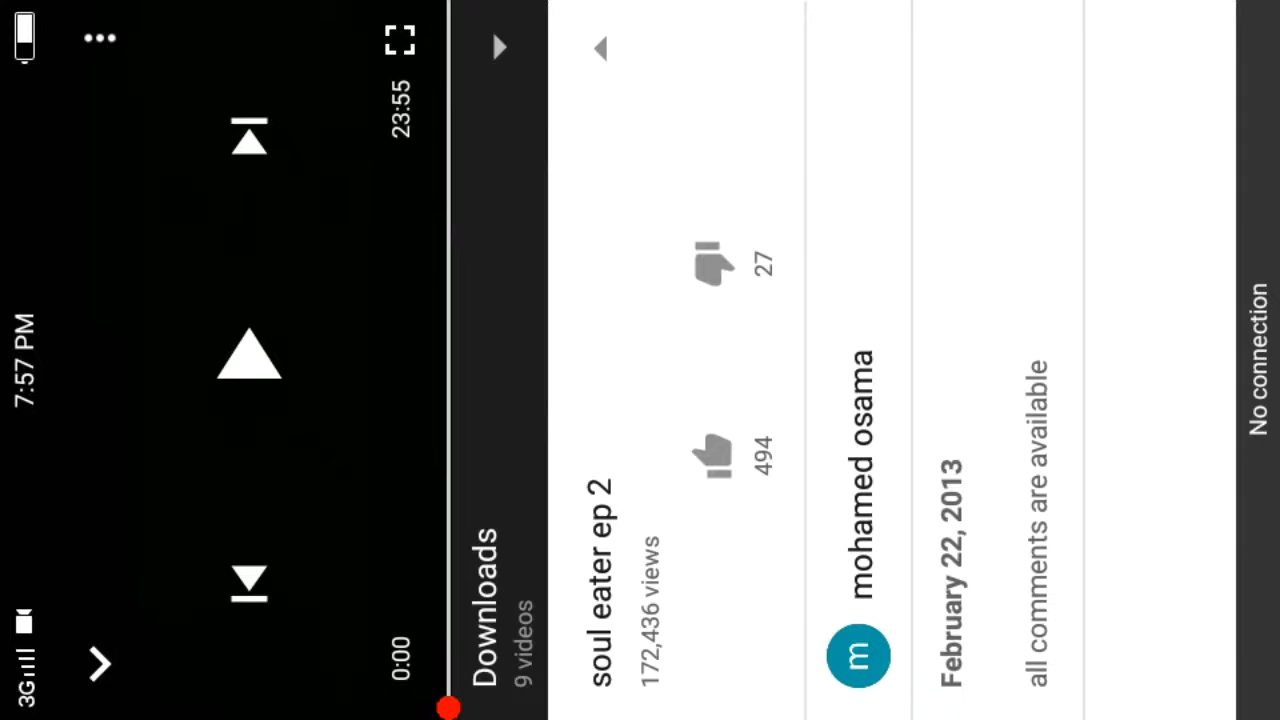 3G 7:57 PM
0:00 23:55
Downloads
9 videos
soul eater ep 2
172,436 views
494 27
m mohamed osama
February 22, 2013
all comments are available
No connection